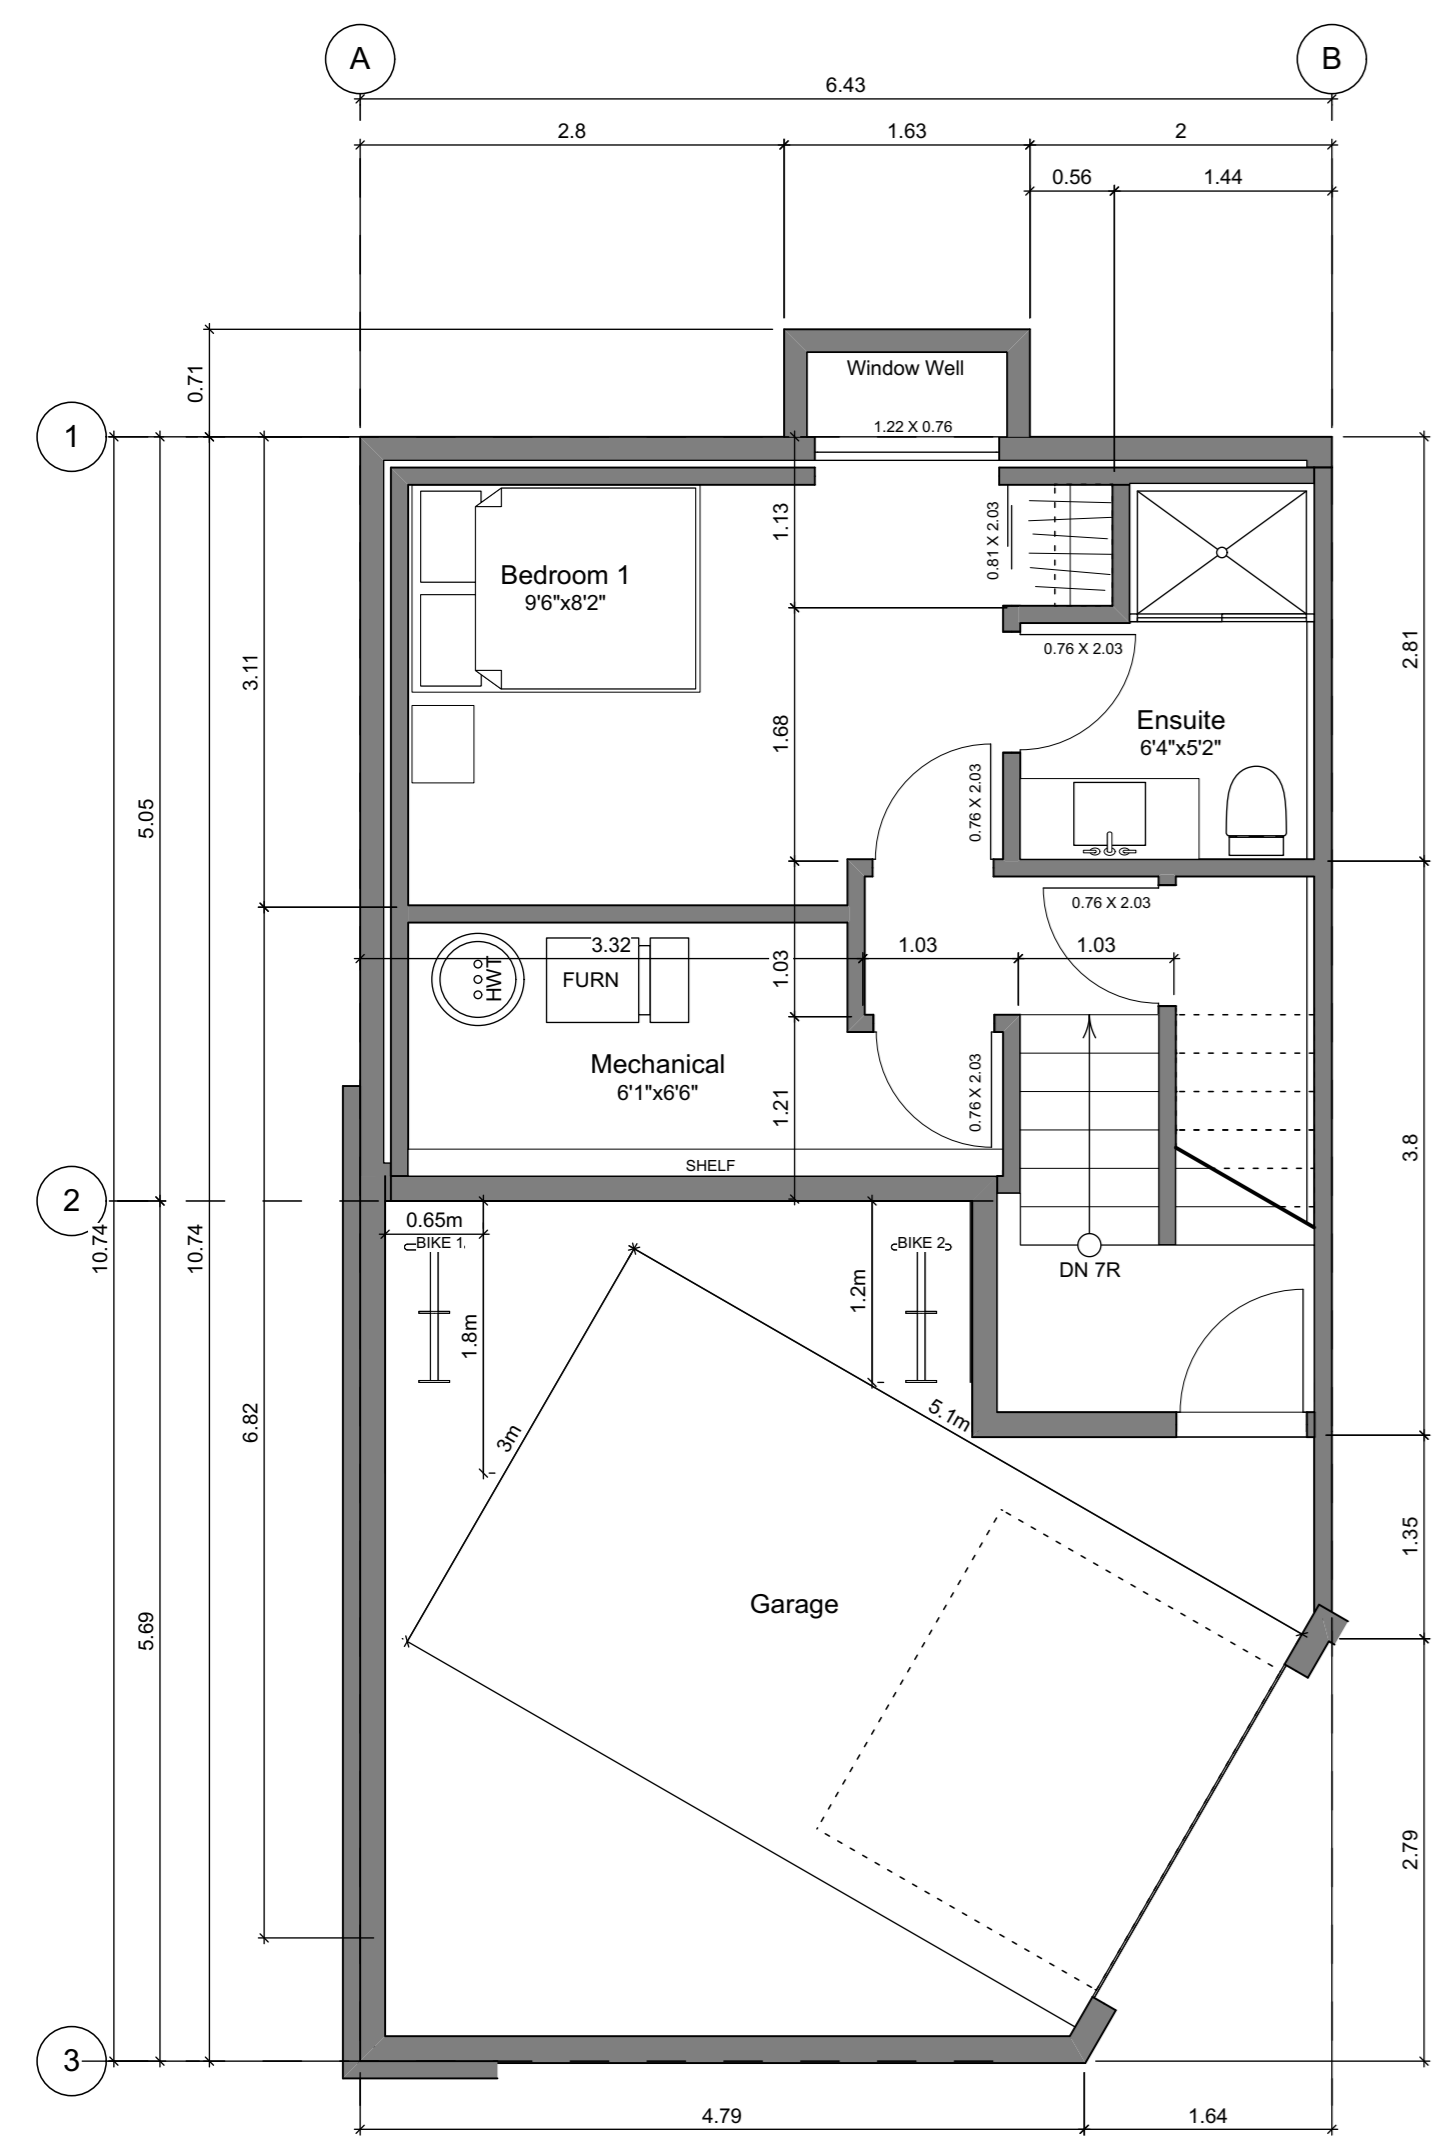 A
B
6.43
2.8
1.63
2
0.56
1.44
0.71
Window Well
1
1.22 X 0.76
1.13
0.81 X 2.03
Bedroom 1
9'6"x8'2"
0.76 X 2.03
3.11
2.81
1.68
Ensuite
6'4"x5'2"
0.76 X 2.03
5.05
0.76 X 2.03
3.32
1.03
1.03
1.03
HWT
FURN
Mechanical
6'1"x6'6"
1.21
0.76 X 2.03
3.8
SHELF
2
10.74
10.74
0.65m
BIKE 1
BIKE 2
1.8m
1.2m
DN 7R
6.82
3m
5.1m
1.35
Garage
5.69
2.79
3
4.79
1.64